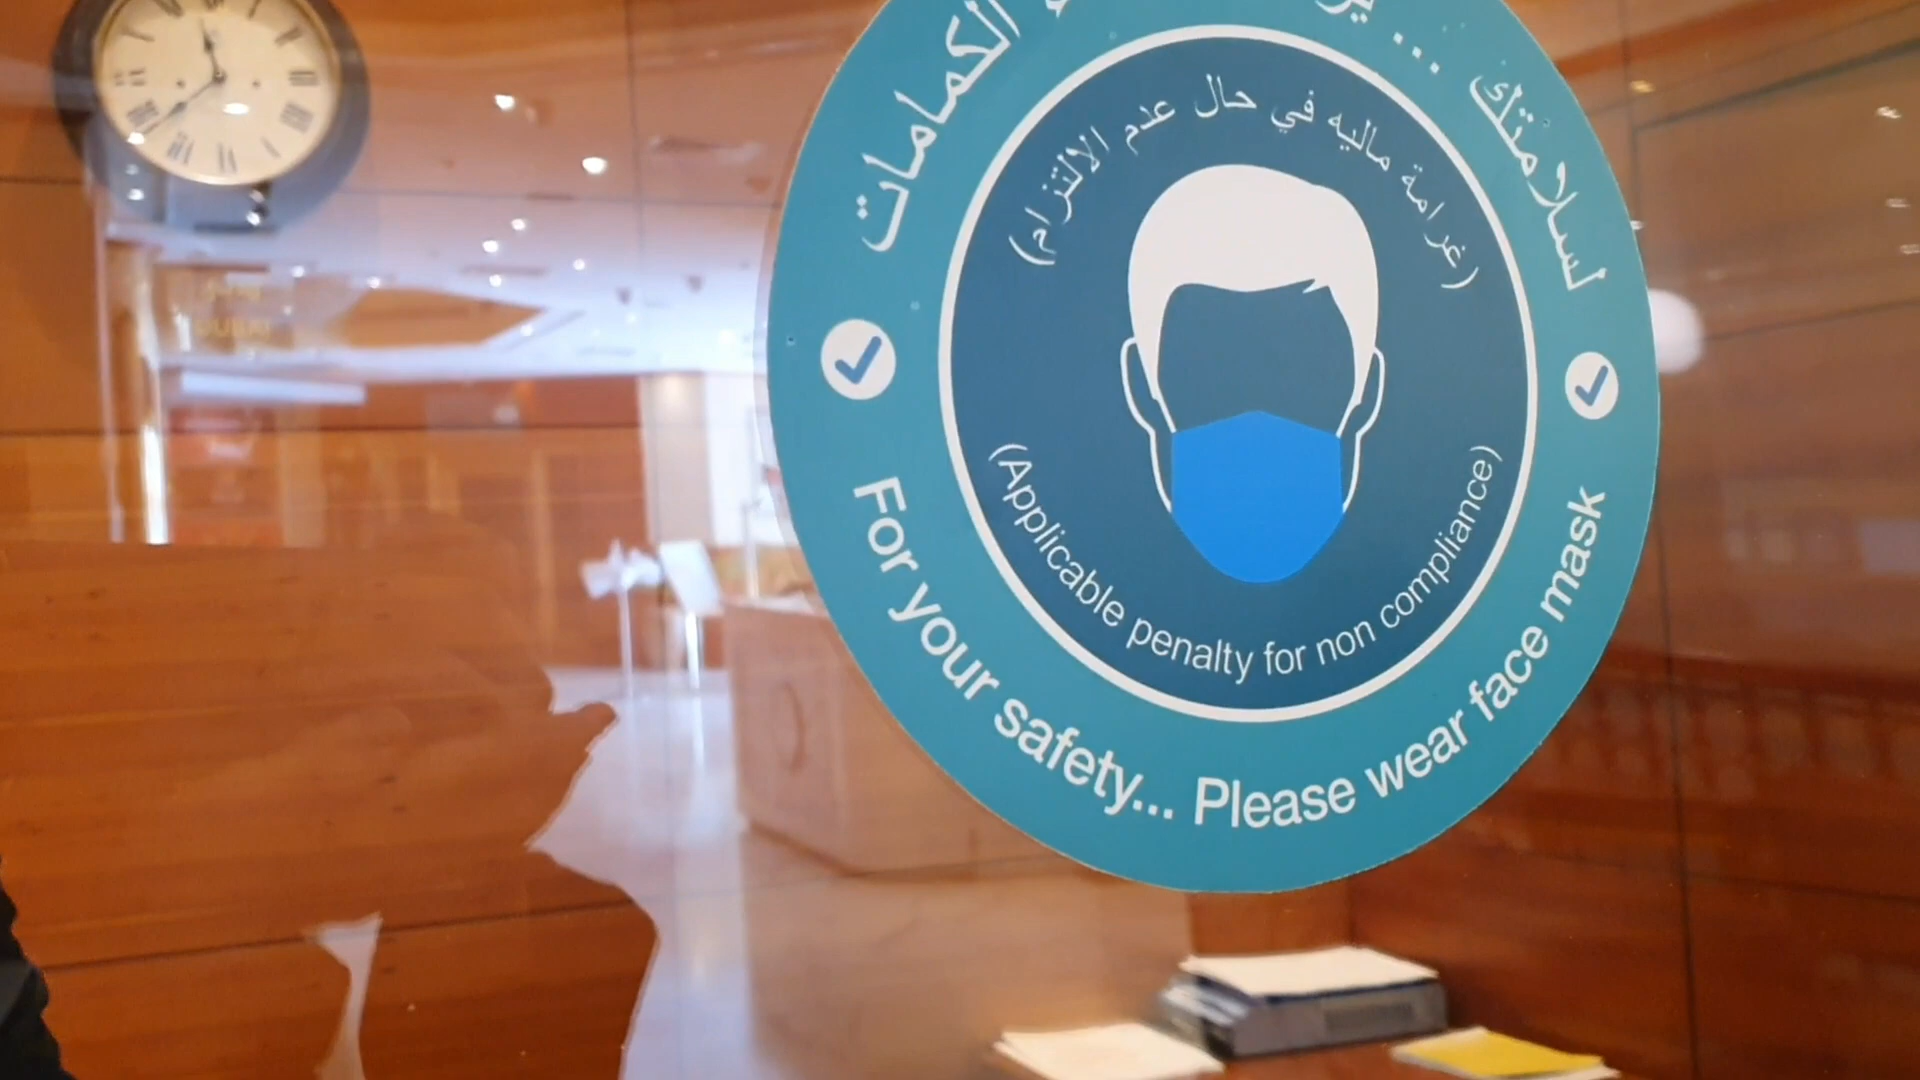 لسلامتك ... الكمامات
(غرامة ماليه في حال عدم الالتزام)
(Applicable penalty for non compliance)
For your safety... Please wear face mask